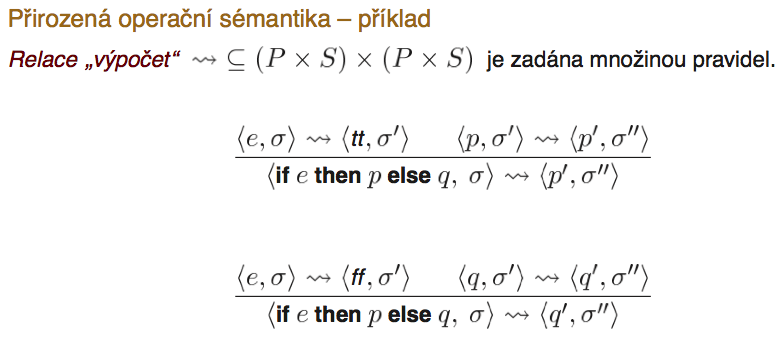 Přirozená operační sémantika – příklad
Relace „výpočet“ ⇝ ⊆ (P × S) × (P × S) je zadána množinou pravidel.
⟨e, σ⟩ ⇝ ⟨tt, σ′⟩ ⟨p, σ′⟩ ⇝ ⟨p′, σ″⟩
⟨if e then p else q, σ⟩ ⇝ ⟨p′, σ″⟩
⟨e, σ⟩ ⇝ ⟨ff, σ′⟩ ⟨q, σ′⟩ ⇝ ⟨q′, σ″⟩
⟨if e then p else q, σ⟩ ⇝ ⟨q′, σ″⟩